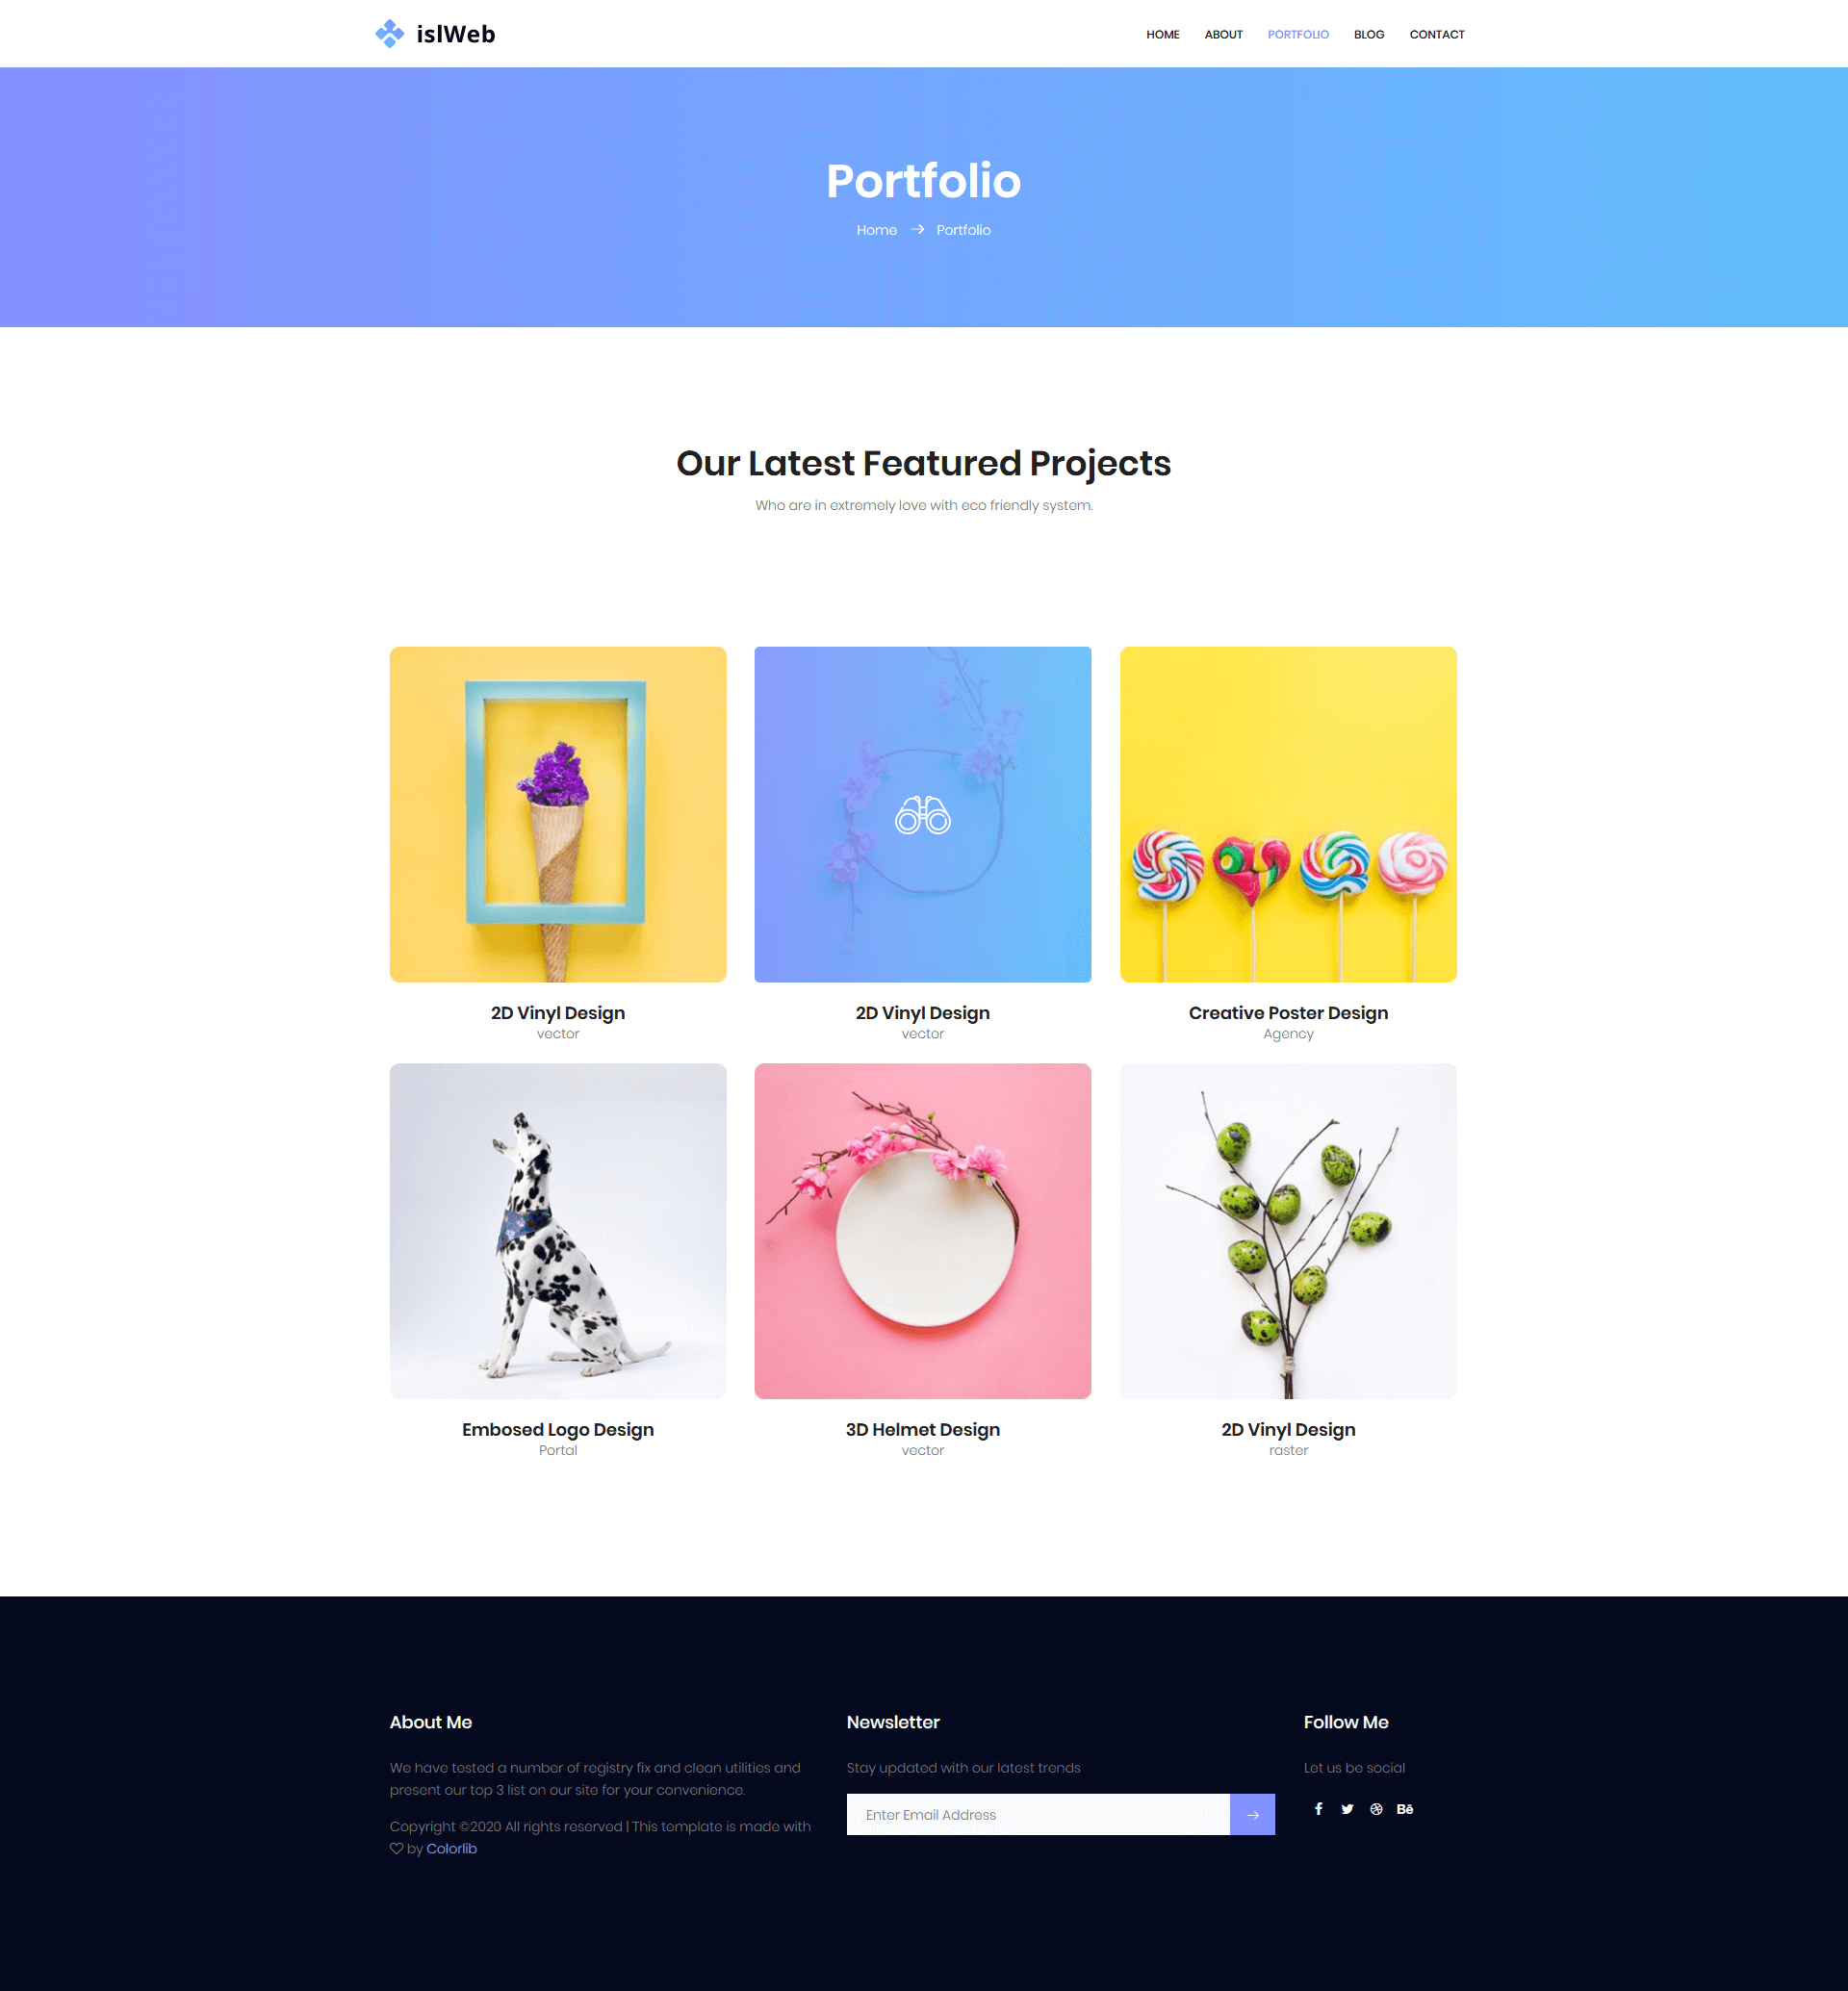 islWeb
HOME ABOUT PORTFOLIO BLOG CONTACT
Portfolio
Home → Portfolio
Our Latest Featured Projects
Who are in extremely love with eco friendly system.
2D Vinyl Design
vector
2D Vinyl Design
vector
Creative Poster Design
Agency
Embosed Logo Design
Portal
3D Helmet Design
vector
2D Vinyl Design
raster
About Me
We have tested a number of registry fix and clean utilities and
present our top 3 list on our site for your convenience.
Copyright ©2020 All rights reserved | This template is made with
♡ by Colorlib
Newsletter
Stay updated with our latest trends
Enter Email Address
Follow Me
Let us be social
Bē